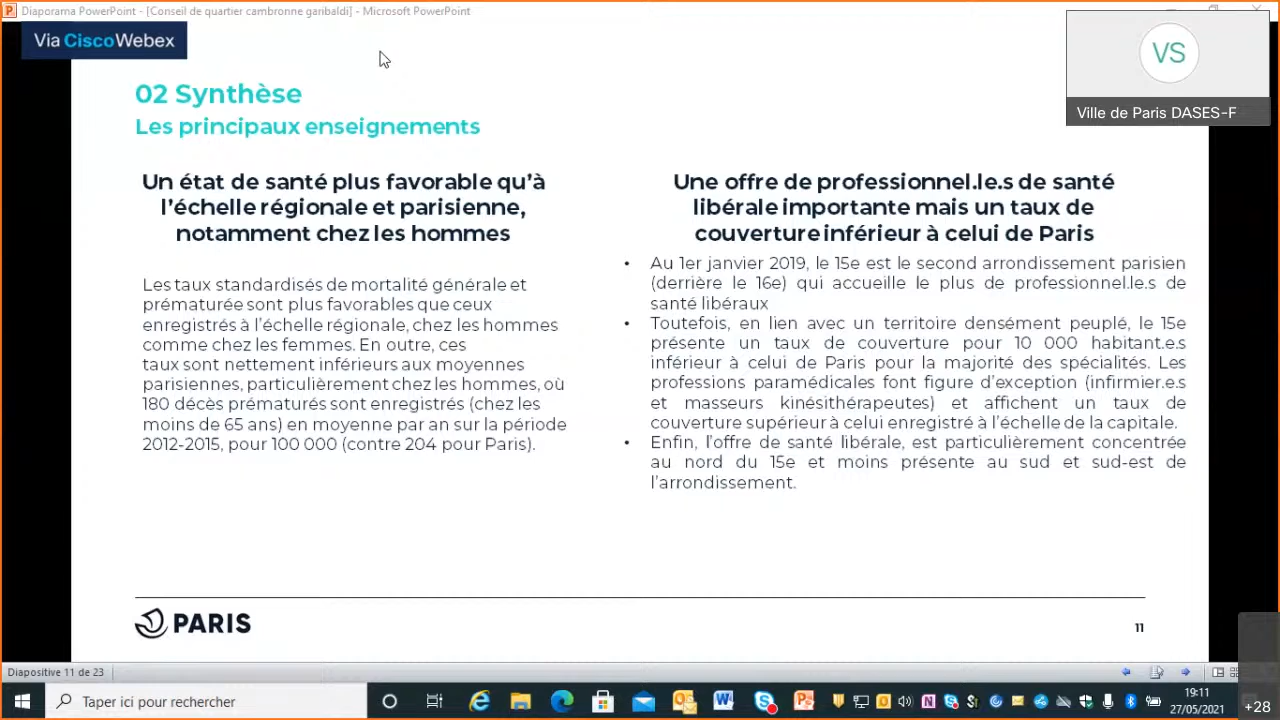 Diaporama PowerPoint - [Conseil de quartier cambronne garibaldi] - Microsoft PowerPoint
Via CiscoWebex
VS
Ville de Paris DASES-F
02 Synthèse
Les principaux enseignements
Un état de santé plus favorable qu'à
l'échelle régionale et parisienne,
notamment chez les hommes
Les taux standardisés de mortalité générale et
prématurée sont plus favorables que ceux
enregistrés à l'échelle régionale, chez les hommes
comme chez les femmes. En outre, ces
taux sont nettement inférieurs aux moyennes
parisiennes, particulièrement chez les hommes, où
180 décès prématurés sont enregistrés (chez les
moins de 65 ans) en moyenne par an sur la période
2012-2015, pour 100 000 (contre 204 pour Paris).
Une offre de professionnel.le.s de santé
libérale importante mais un taux de
couverture inférieur à celui de Paris
• Au 1er janvier 2019, le 15e est le second arrondissement parisien
(derrière le 16e) qui accueille le plus de professionnel.le.s de
santé libéraux
• Toutefois, en lien avec un territoire densément peuplé, le 15e
présente un taux de couverture pour 10 000 habitant.e.s
inférieur à celui de Paris pour la majorité des spécialités. Les
professions paramédicales font figure d'exception (infirmier.e.s
et masseurs kinésithérapeutes) et affichent un taux de
couverture supérieur à celui enregistré à l'échelle de la capitale.
• Enfin, l'offre de santé libérale, est particulièrement concentrée
au nord du 15e et moins présente au sud et sud-est de
l'arrondissement.
PARIS
11
Diapositive 11 de 23
Taper ici pour rechercher
19:11
27/05/2021
+28